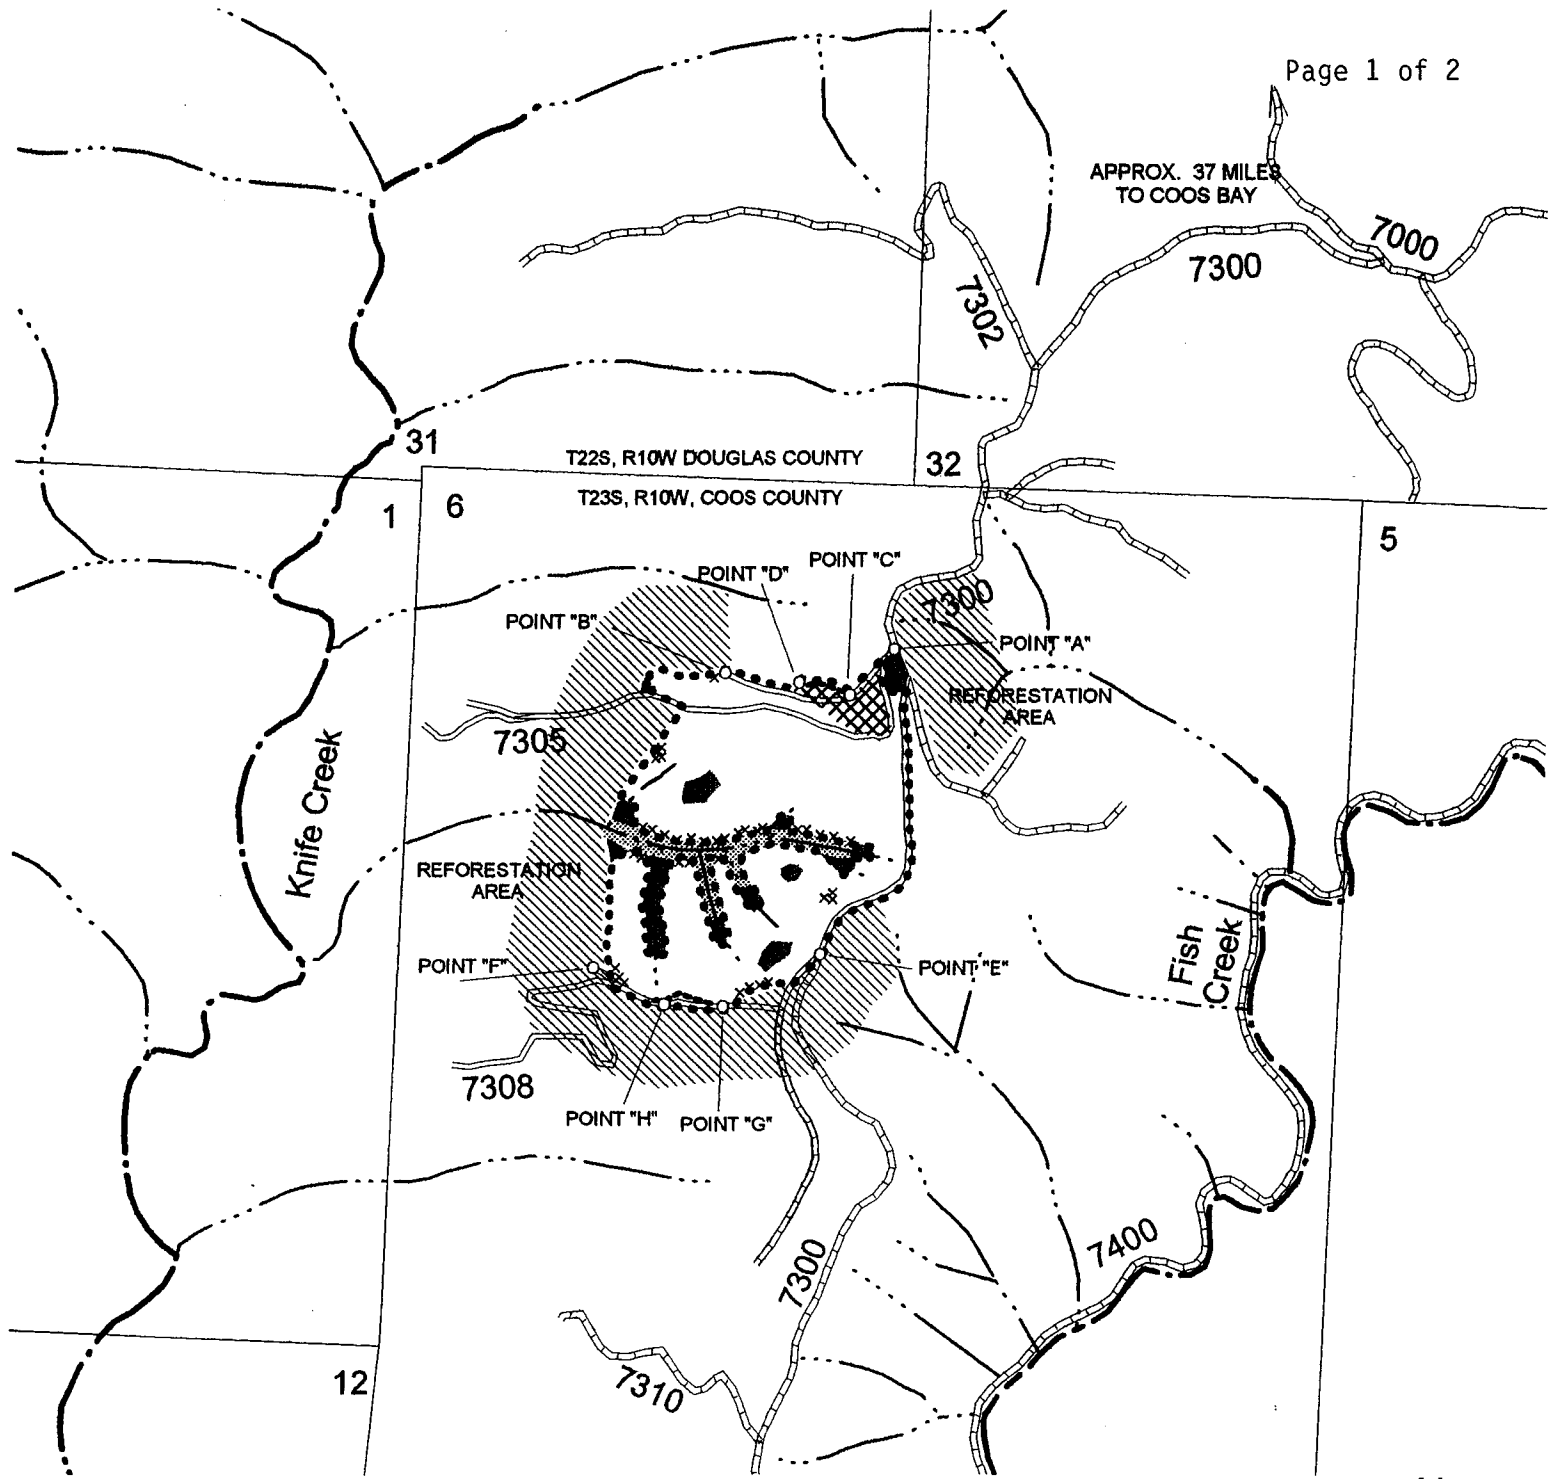 Page 1 of 2
APPROX. 37 MILES
TO COOS BAY
7000
7300
7302
31
T22S, R10W DOUGLAS COUNTY
32
1
6
T23S, R10W, COOS COUNTY
5
POINT "C"
POINT "D"
7300
POINT "B"
POINT "A"
REFORESTATION
AREA
7305
Knife Creek
REFORESTATION
AREA
Fish
Creek
POINT "F"
POINT "E"
7308
POINT "H"
POINT "G"
7400
7300
7310
12